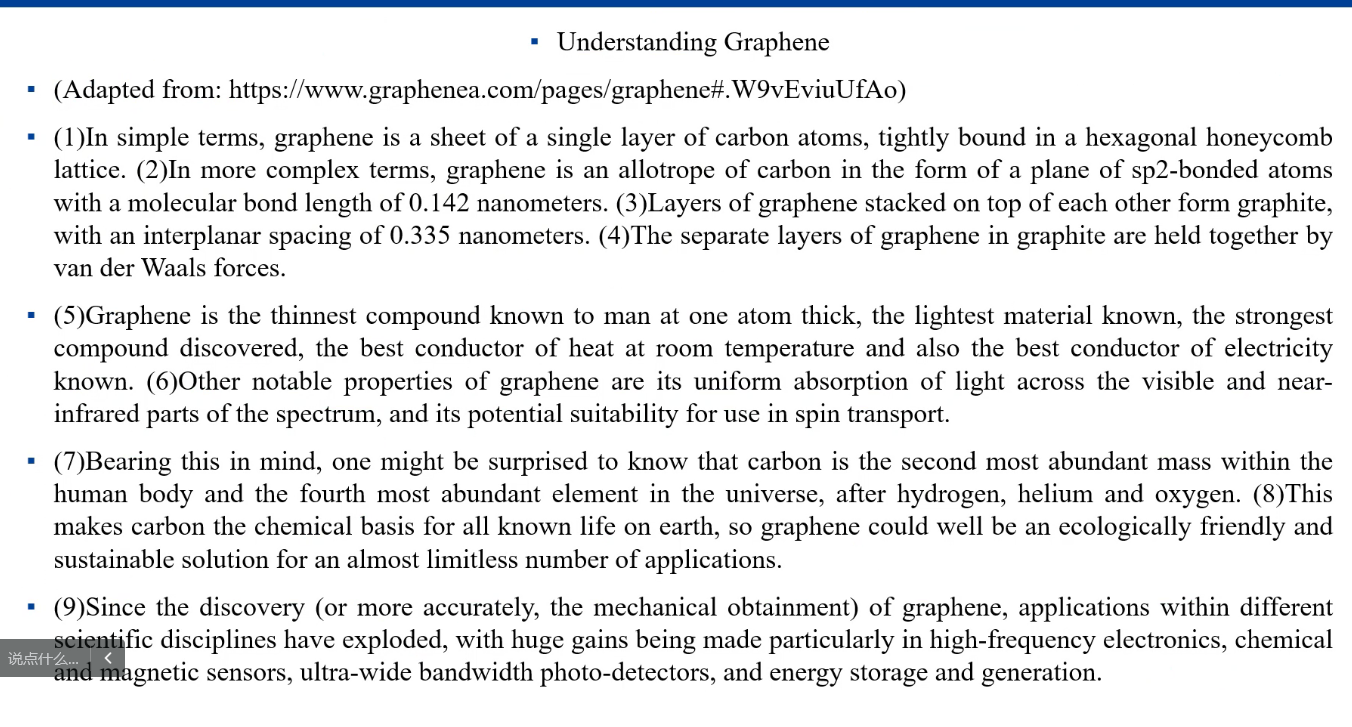 ▪ Understanding Graphene
▪ (Adapted from: https://www.graphenea.com/pages/graphene#.W9vEviuUfAo)
▪ (1)In simple terms, graphene is a sheet of a single layer of carbon atoms, tightly bound in a hexagonal honeycomb
lattice. (2)In more complex terms, graphene is an allotrope of carbon in the form of a plane of sp2-bonded atoms
with a molecular bond length of 0.142 nanometers. (3)Layers of graphene stacked on top of each other form graphite,
with an interplanar spacing of 0.335 nanometers. (4)The separate layers of graphene in graphite are held together by
van der Waals forces.
▪ (5)Graphene is the thinnest compound known to man at one atom thick, the lightest material known, the strongest
compound discovered, the best conductor of heat at room temperature and also the best conductor of electricity
known. (6)Other notable properties of graphene are its uniform absorption of light across the visible and near-
infrared parts of the spectrum, and its potential suitability for use in spin transport.
▪ (7)Bearing this in mind, one might be surprised to know that carbon is the second most abundant mass within the
human body and the fourth most abundant element in the universe, after hydrogen, helium and oxygen. (8)This
makes carbon the chemical basis for all known life on earth, so graphene could well be an ecologically friendly and
sustainable solution for an almost limitless number of applications.
▪ (9)Since the discovery (or more accurately, the mechanical obtainment) of graphene, applications within different
scientific disciplines have exploded, with huge gains being made particularly in high-frequency electronics, chemical
说点什么...
and magnetic sensors, ultra-wide bandwidth photo-detectors, and energy storage and generation.